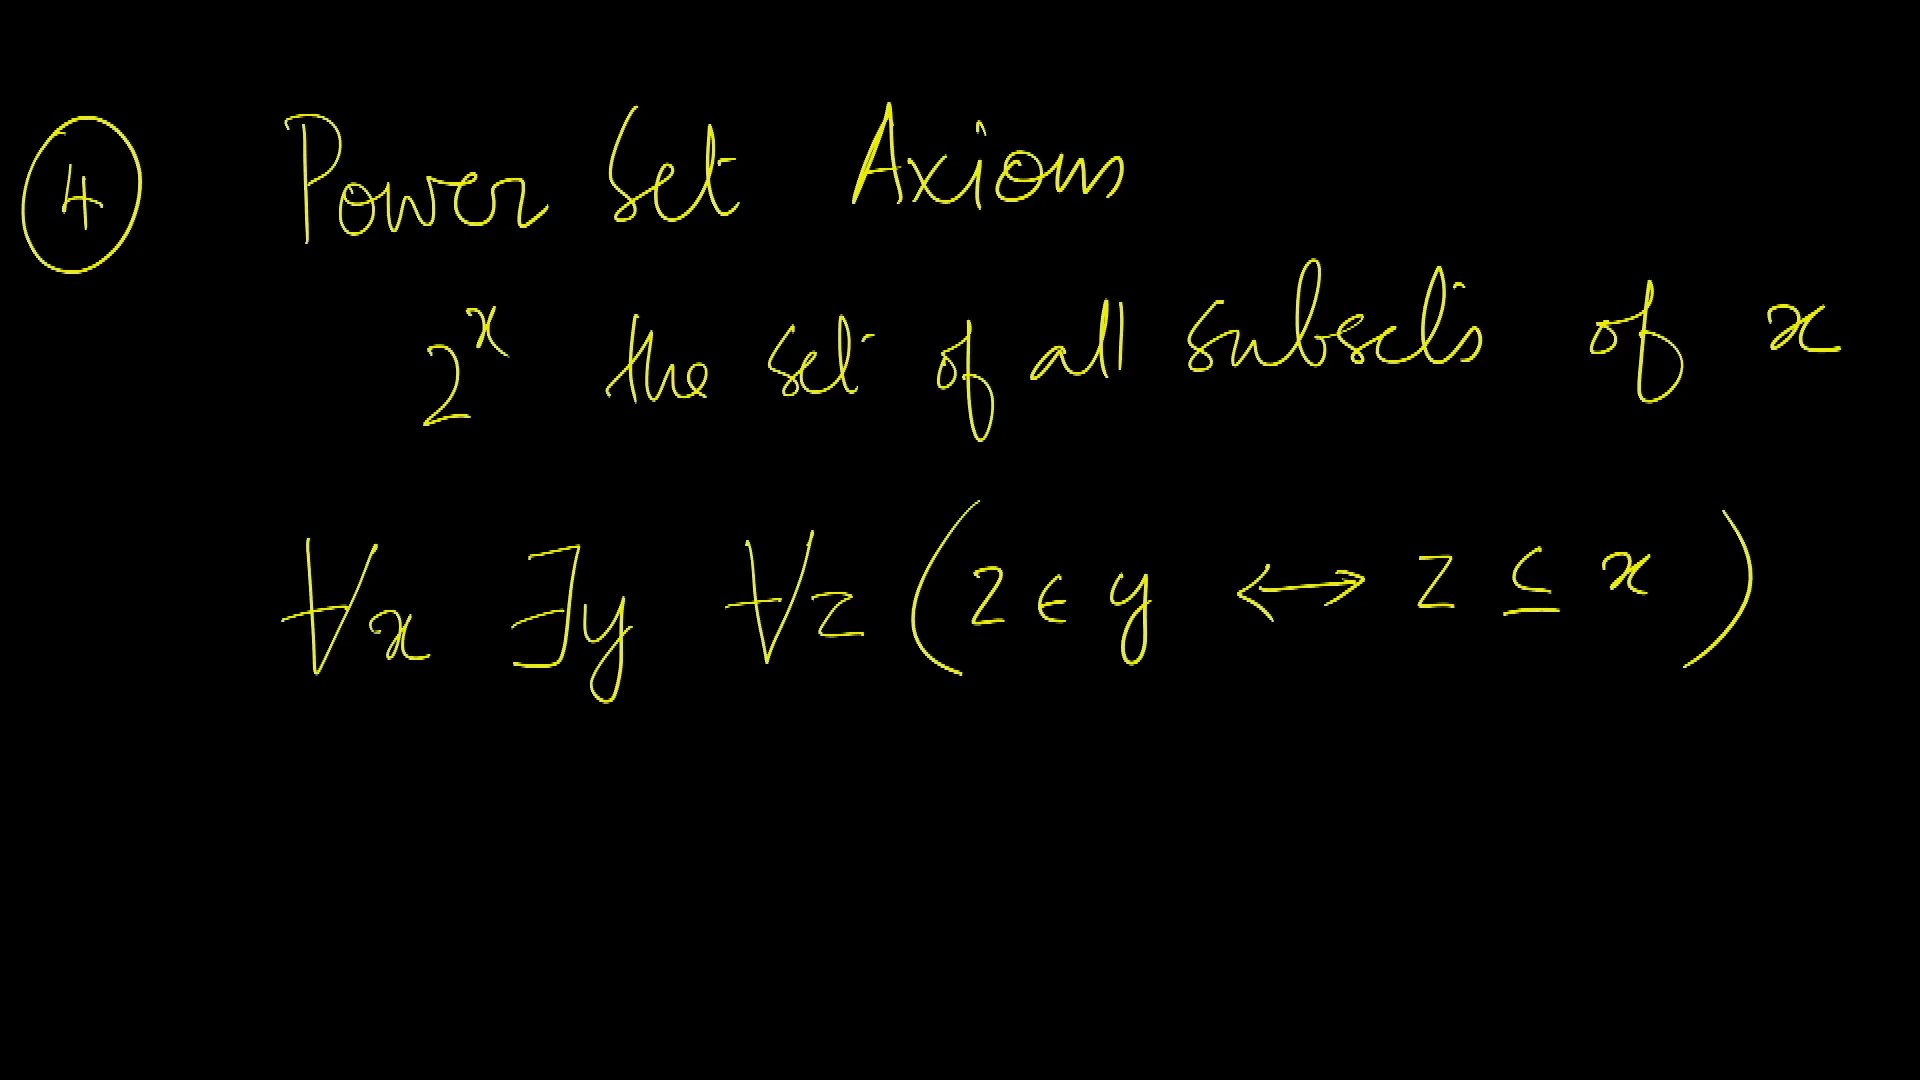 ④ Power Set Axiom
2^x the set of all subsets of x
∀x ∃y ∀z (z ∈ y ↔ z ⊆ x)